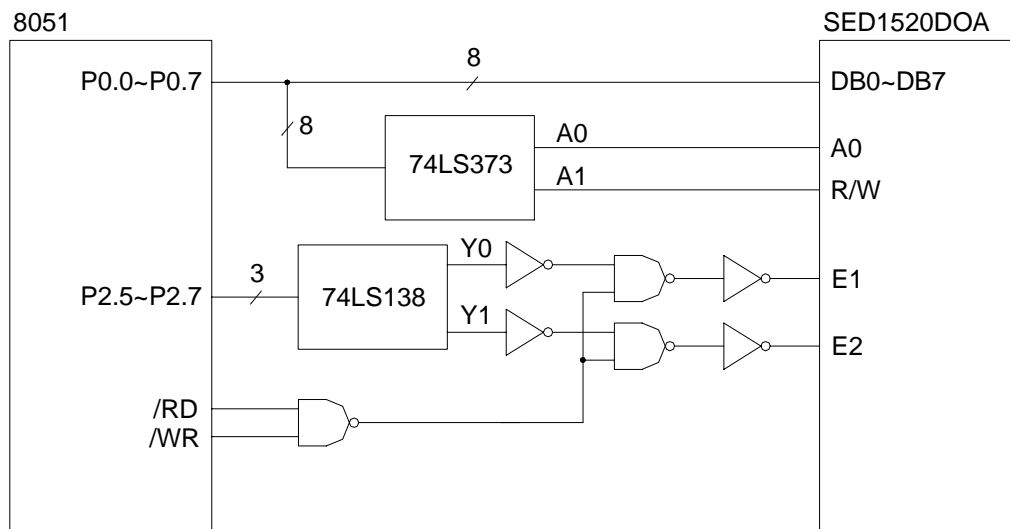 8051 SED1520DOA
P0.0~P0.7 8 DB0~DB7
8
74LS373 A0 A0
A1 R/W
P2.5~P2.7 3 74LS138 Y0 E1
Y1 E2
/RD
/WR